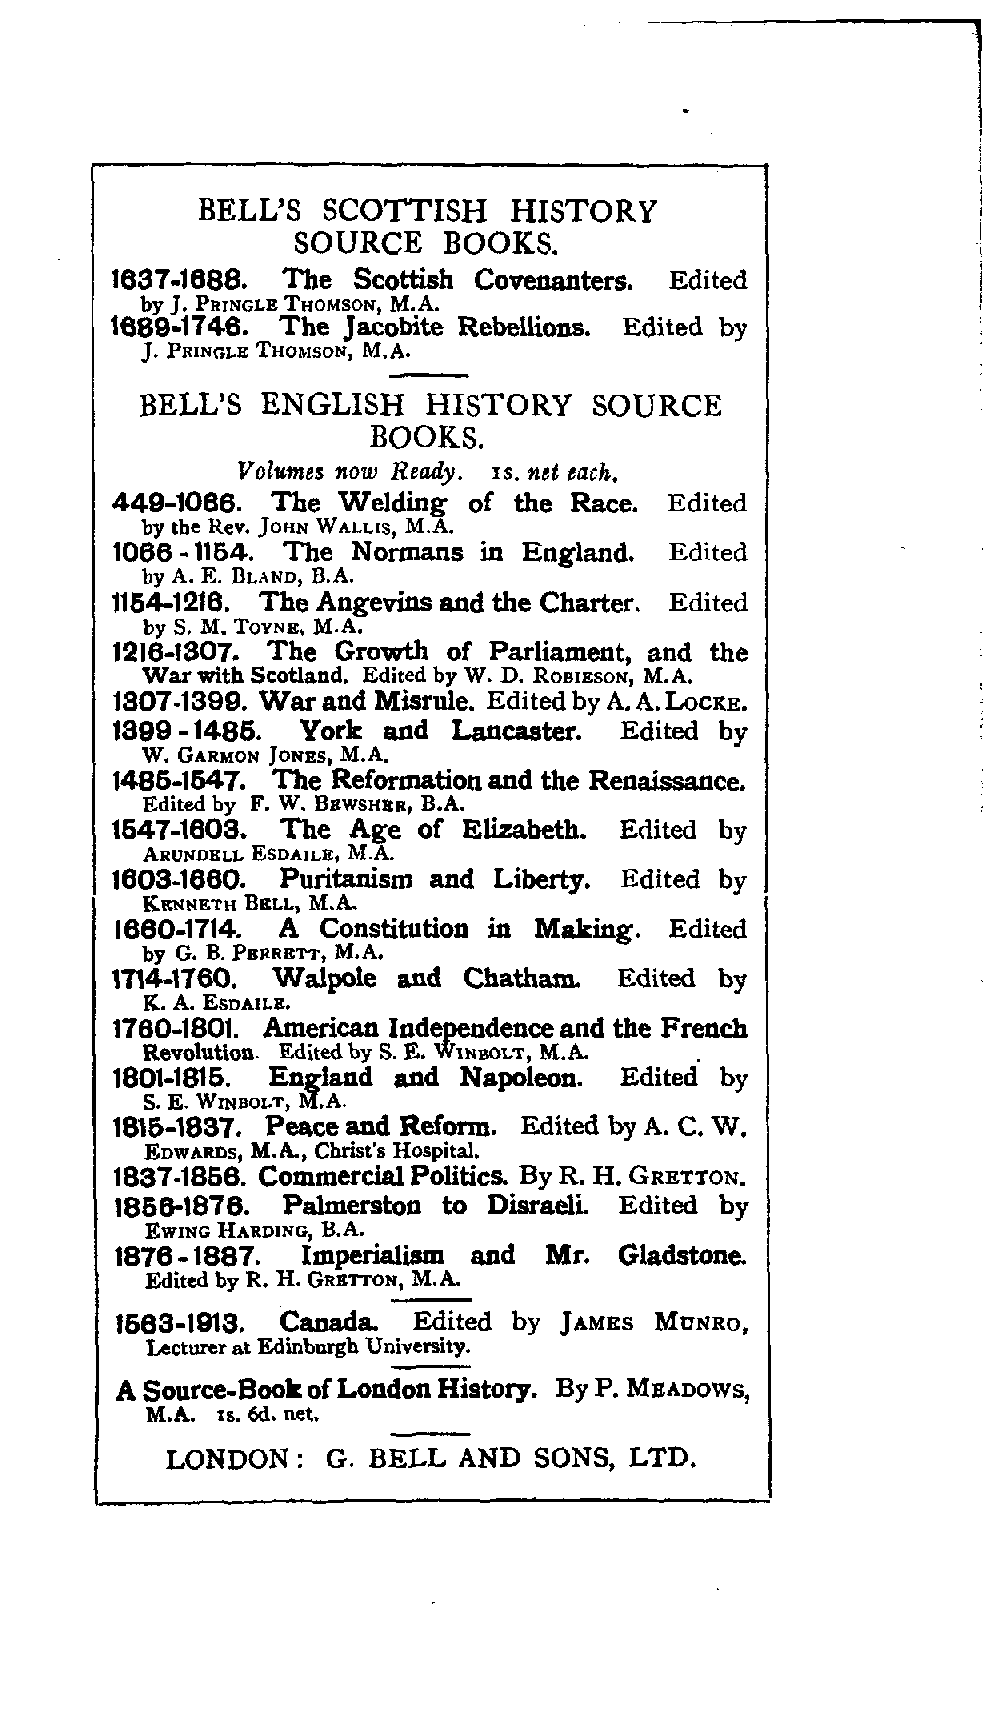 BELL'S SCOTTISH HISTORY
SOURCE BOOKS.
1637-1688. The Scottish Covenanters. Edited
by J. PRINGLE THOMSON, M.A.
1689-1746. The Jacobite Rebellions. Edited by
J. PRINGLE THOMSON, M.A.
BELL'S ENGLISH HISTORY SOURCE
BOOKS.
Volumes now Ready. 1s. net each.
449-1066. The Welding of the Race. Edited
by the Rev. JOHN WALLIS, M.A.
1066-1154. The Normans in England. Edited
by A. E. BLAND, B.A.
1154-1216. The Angevins and the Charter. Edited
by S. M. TOYNE, M.A.
1216-1307. The Growth of Parliament, and the
War with Scotland. Edited by W. D. ROBIESON, M.A.
1307-1399. War and Misrule. Edited by A. A. LOCKE.
1399-1485. York and Lancaster. Edited by
W. GARMON JONES, M.A.
1485-1547. The Reformation and the Renaissance.
Edited by F. W. BEWSHER, B.A.
1547-1603. The Age of Elizabeth. Edited by
ARUNDELL ESDAILE, M.A.
1603-1660. Puritanism and Liberty. Edited by
KENNETH BELL, M.A.
1660-1714. A Constitution in Making. Edited
by G. B. PERRETT, M.A.
1714-1760. Walpole and Chatham. Edited by
K. A. ESDAILE.
1760-1801. American Independence and the French
Revolution. Edited by S. E. WINBOLT, M.A.
1801-1815. England and Napoleon. Edited by
S. E. WINBOLT, M.A.
1815-1837. Peace and Reform. Edited by A. C. W.
EDWARDS, M.A., Christ's Hospital.
1837-1856. Commercial Politics. By R. H. GRETTON.
1856-1876. Palmerston to Disraeli. Edited by
EWING HARDING, B.A.
1876-1887. Imperialism and Mr. Gladstone.
Edited by R. H. GRETTON, M.A.
1563-1913. Canada. Edited by JAMES MUNRO,
Lecturer at Edinburgh University.
A Source-Book of London History. By P. MEADOWS,
M.A. 1s. 6d. net.
LONDON: G. BELL AND SONS, LTD.